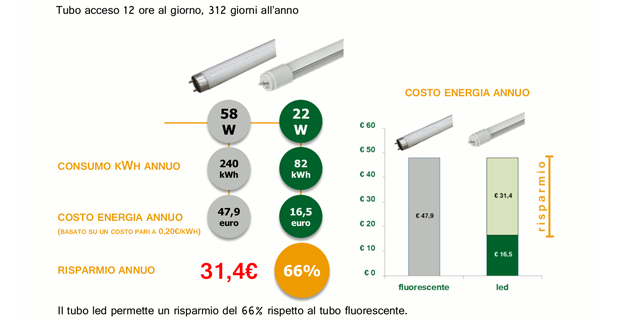 Tubo acceso 12 ore al giorno, 312 giorni all'anno
58
W
22
W
CONSUMO KWH ANNUO
240
kWh
82
kWh
COSTO ENERGIA ANNUO
(BASATO SU UN COSTO PARI A 0,20€/KWH)
47,9
euro
16,5
euro
RISPARMIO ANNUO
31,4€
66%
COSTO ENERGIA ANNUO
€ 60
€ 50
€ 40
€ 30
€ 20
€ 10
€ 0
€ 47,9
€ 31,4
€ 16,5
risparmio
fluorescente
led
Il tubo led permette un risparmio del 66% rispetto al tubo fluorescente.